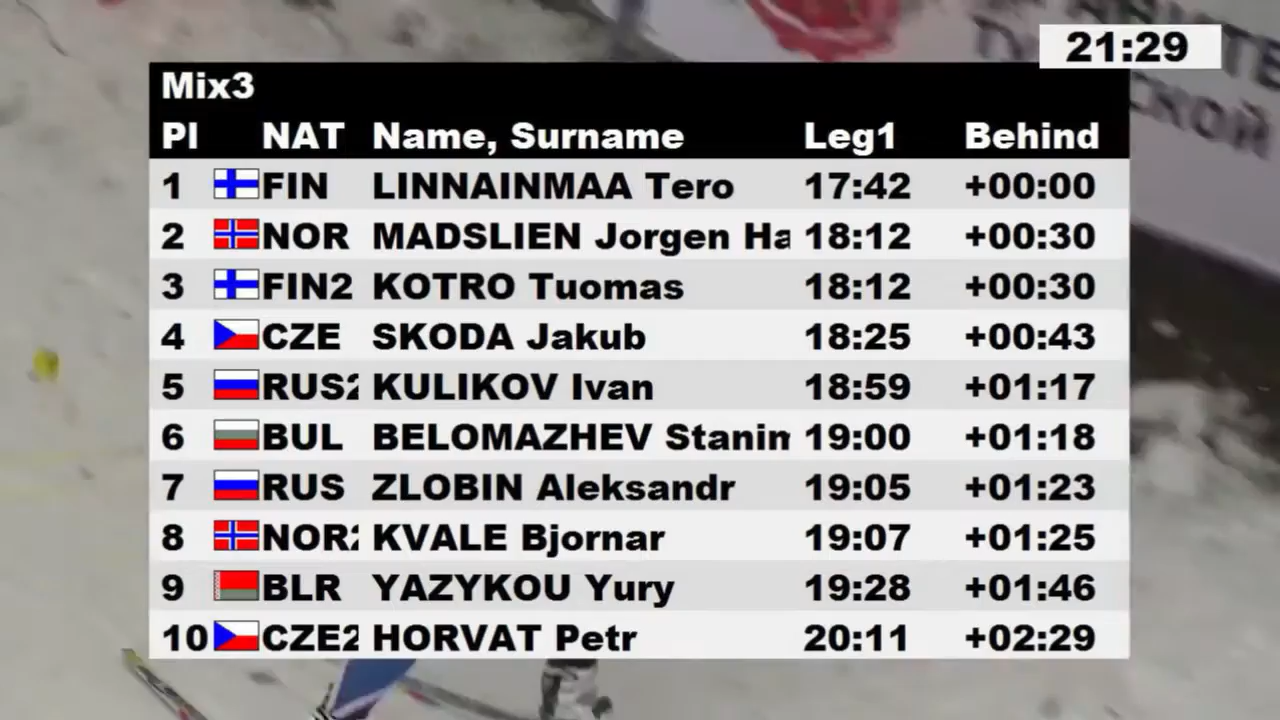 21:29
Mix3
Pl NAT Name, Surname Leg1 Behind
1 FIN LINNAINMAA Tero 17:42 +00:00
2 NOR MADSLIEN Jorgen Ha 18:12 +00:30
3 FIN2 KOTRO Tuomas 18:12 +00:30
4 CZE SKODA Jakub 18:25 +00:43
5 RUS2 KULIKOV Ivan 18:59 +01:17
6 BUL BELOMAZHEV Stanim 19:00 +01:18
7 RUS ZLOBIN Aleksandr 19:05 +01:23
8 NOR2 KVALE Bjornar 19:07 +01:25
9 BLR YAZYKOU Yury 19:28 +01:46
10 CZE2 HORVAT Petr 20:11 +02:29
СКОЙ